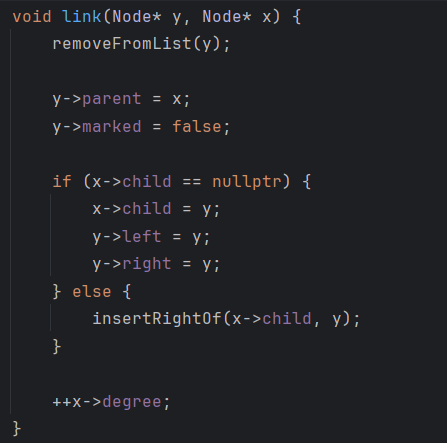 void link(Node* y, Node* x) {
    removeFromList(y);

    y->parent = x;
    y->marked = false;

    if (x->child == nullptr) {
        x->child = y;
        y->left = y;
        y->right = y;
    } else {
        insertRightOf(x->child, y);
    }

    ++x->degree;
}